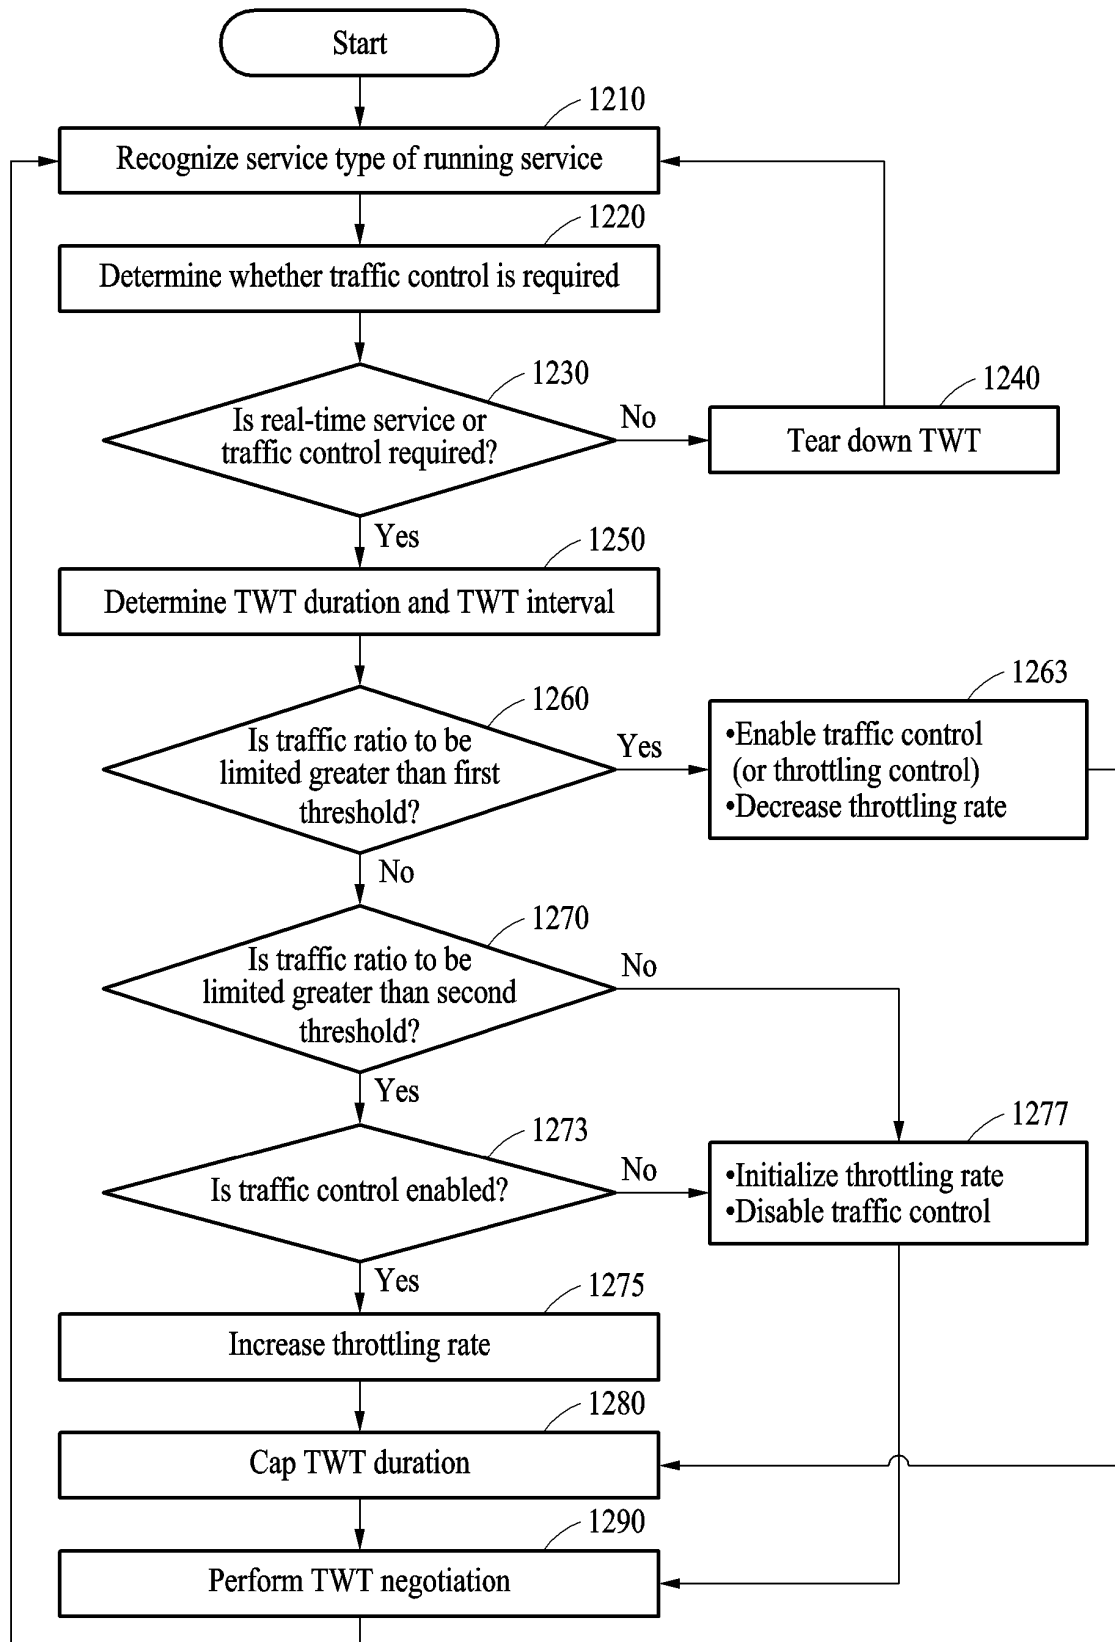 Start
1210
Recognize service type of running service
1220
Determine whether traffic control is required
1230
Is real-time service or
traffic control required?
No
1240
Tear down TWT
Yes
1250
Determine TWT duration and TWT interval
1260
Is traffic ratio to be
limited greater than first
threshold?
Yes
1263
•Enable traffic control
(or throttling control)
•Decrease throttling rate
No
1270
Is traffic ratio to be
limited greater than second
threshold?
No
Yes
1273
Is traffic control enabled?
No
1277
•Initialize throttling rate
•Disable traffic control
Yes
1275
Increase throttling rate
1280
Cap TWT duration
1290
Perform TWT negotiation